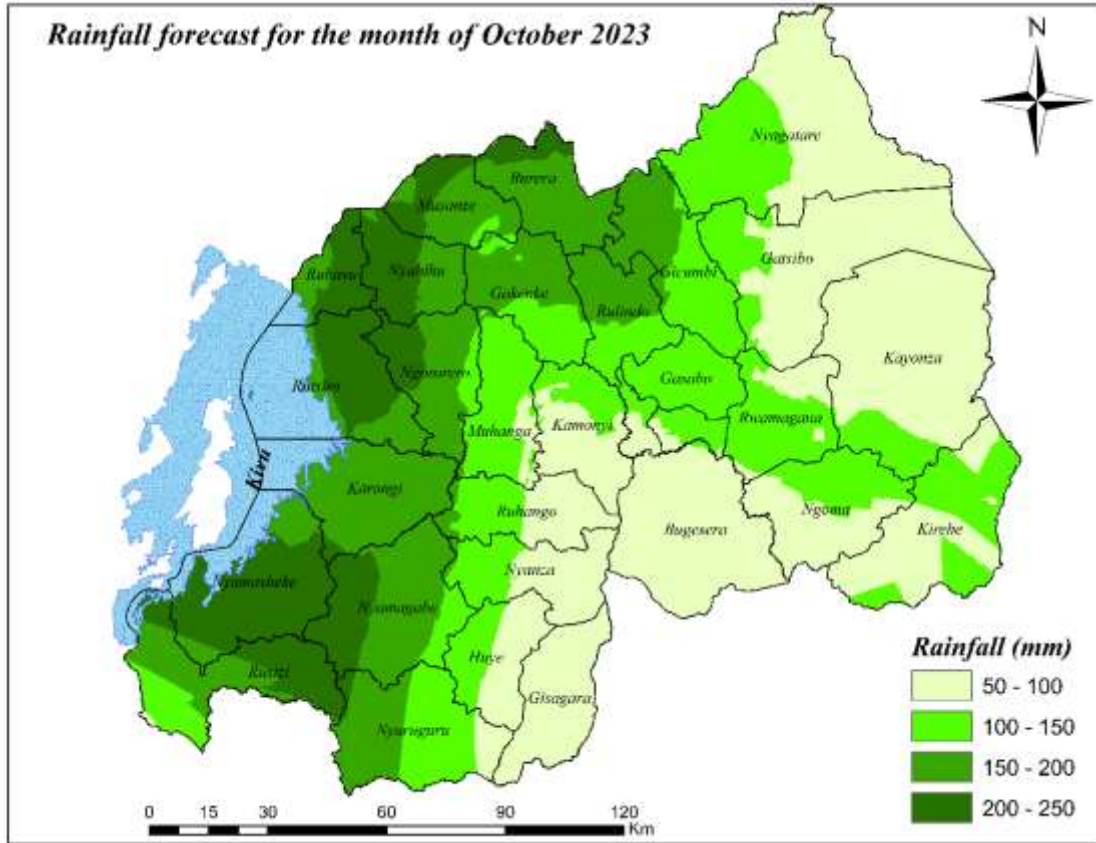 Rainfall forecast for the month of October 2023
N
Nyagatare
Burera
Musanze
Gatsibo
Rubavu
Nyabihu
Gicumbi
Gakenke
Rulindo
Kayonza
Rutsiro
Ngororero
Gasabo
Rwamagana
Muhanga
Kamonyi
Kivu
Karongi
Ruhango
Bugesera
Ngoma
Kirehe
Nyanza
Nyamasheke
Nyamagabe
Huye
Rusizi
Gisagara
Nyaruguru
Rainfall (mm)
50 - 100
100 - 150
150 - 200
200 - 250
0 15 30 60 90 120
Km